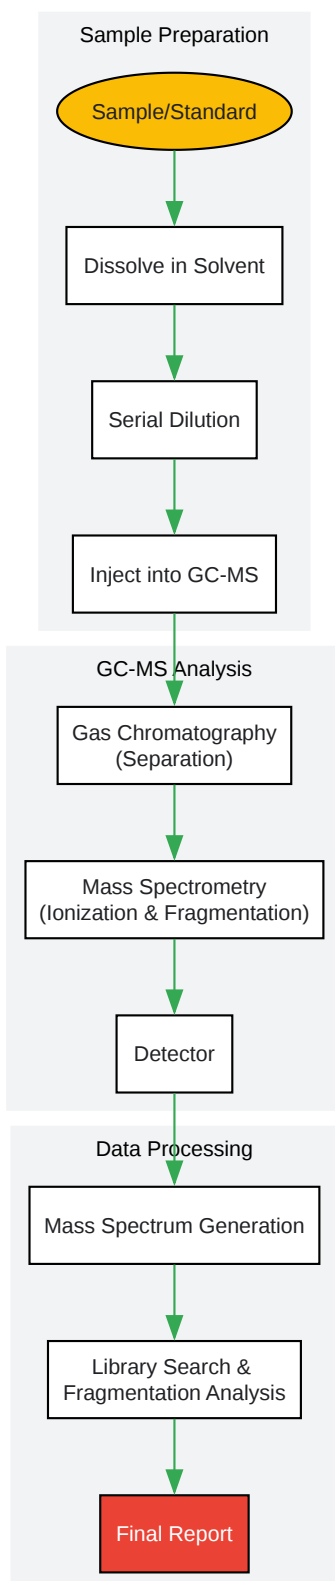 Sample Preparation
Sample/Standard
Dissolve in Solvent
Serial Dilution
Inject into GC-MS
GC-MS Analysis
Gas Chromatography
(Separation)
Mass Spectrometry
(Ionization & Fragmentation)
Detector
Data Processing
Mass Spectrum Generation
Library Search &
Fragmentation Analysis
Final Report